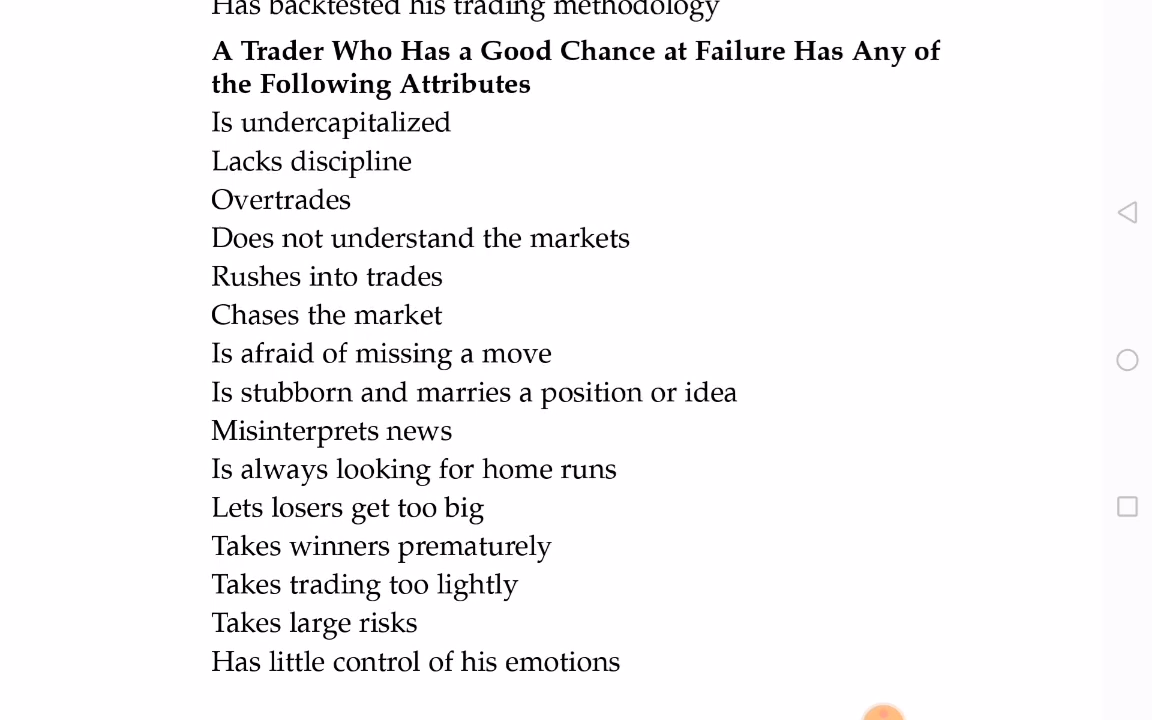 Has backtested his trading methodology
A Trader Who Has a Good Chance at Failure Has Any of
the Following Attributes
Is undercapitalized
Lacks discipline
Overtrades
Does not understand the markets
Rushes into trades
Chases the market
Is afraid of missing a move
Is stubborn and marries a position or idea
Misinterprets news
Is always looking for home runs
Lets losers get too big
Takes winners prematurely
Takes trading too lightly
Takes large risks
Has little control of his emotions